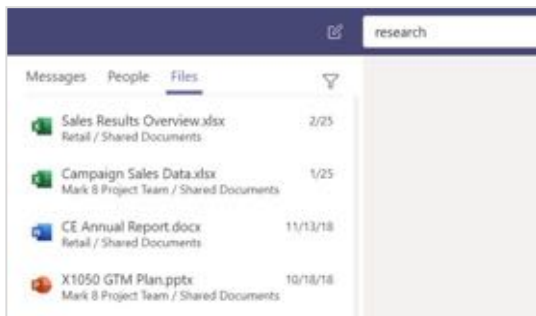 research
Messages People Files
Sales Results Overview.xlsx 2/25
Retail / Shared Documents
Campaign Sales Data.xlsx 1/25
Mark 8 Project Team / Shared Documents
CE Annual Report.docx 11/13/18
Retail / Shared Documents
X1050 GTM Plan.pptx 10/18/18
Mark 8 Project Team / Shared Documents